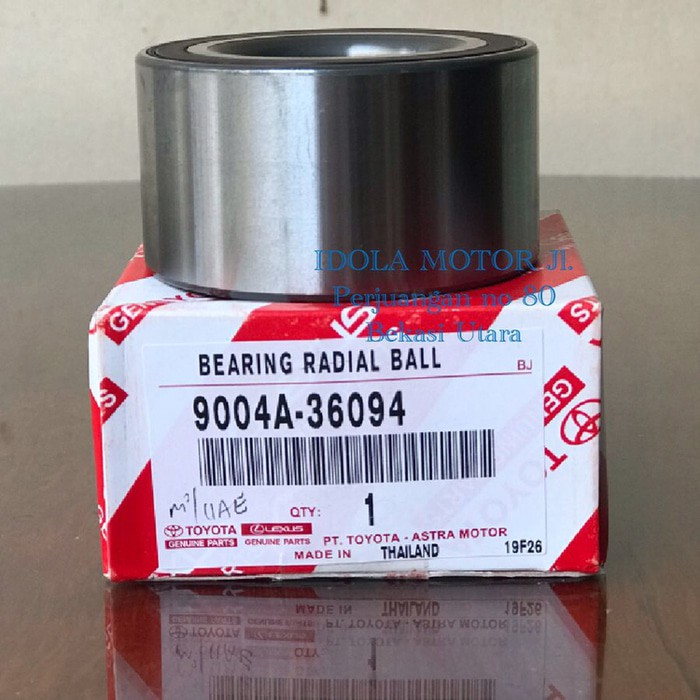 IDOLA MOTOR Jl.
Perjuangan no 80
Bekasi Utara
BEARING RADIAL BALL
BJ
9004A-36094
QTY: 1
TOYOTA LEXUS
GENUINE PARTS GENUINE PARTS
PT. TOYOTA - ASTRA MOTOR
MADE IN THAILAND 19F26